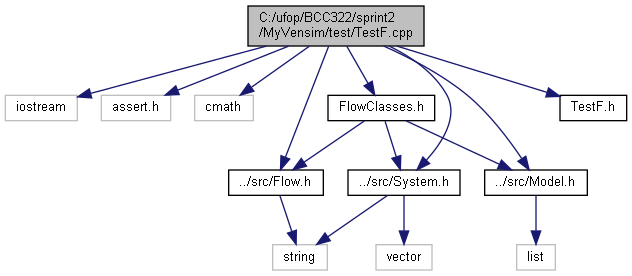 C:/ufop/BCC322/sprint2
/MyVensim/test/TestF.cpp
iostream
assert.h
cmath
FlowClasses.h
TestF.h
../src/Flow.h
../src/System.h
../src/Model.h
string
vector
list